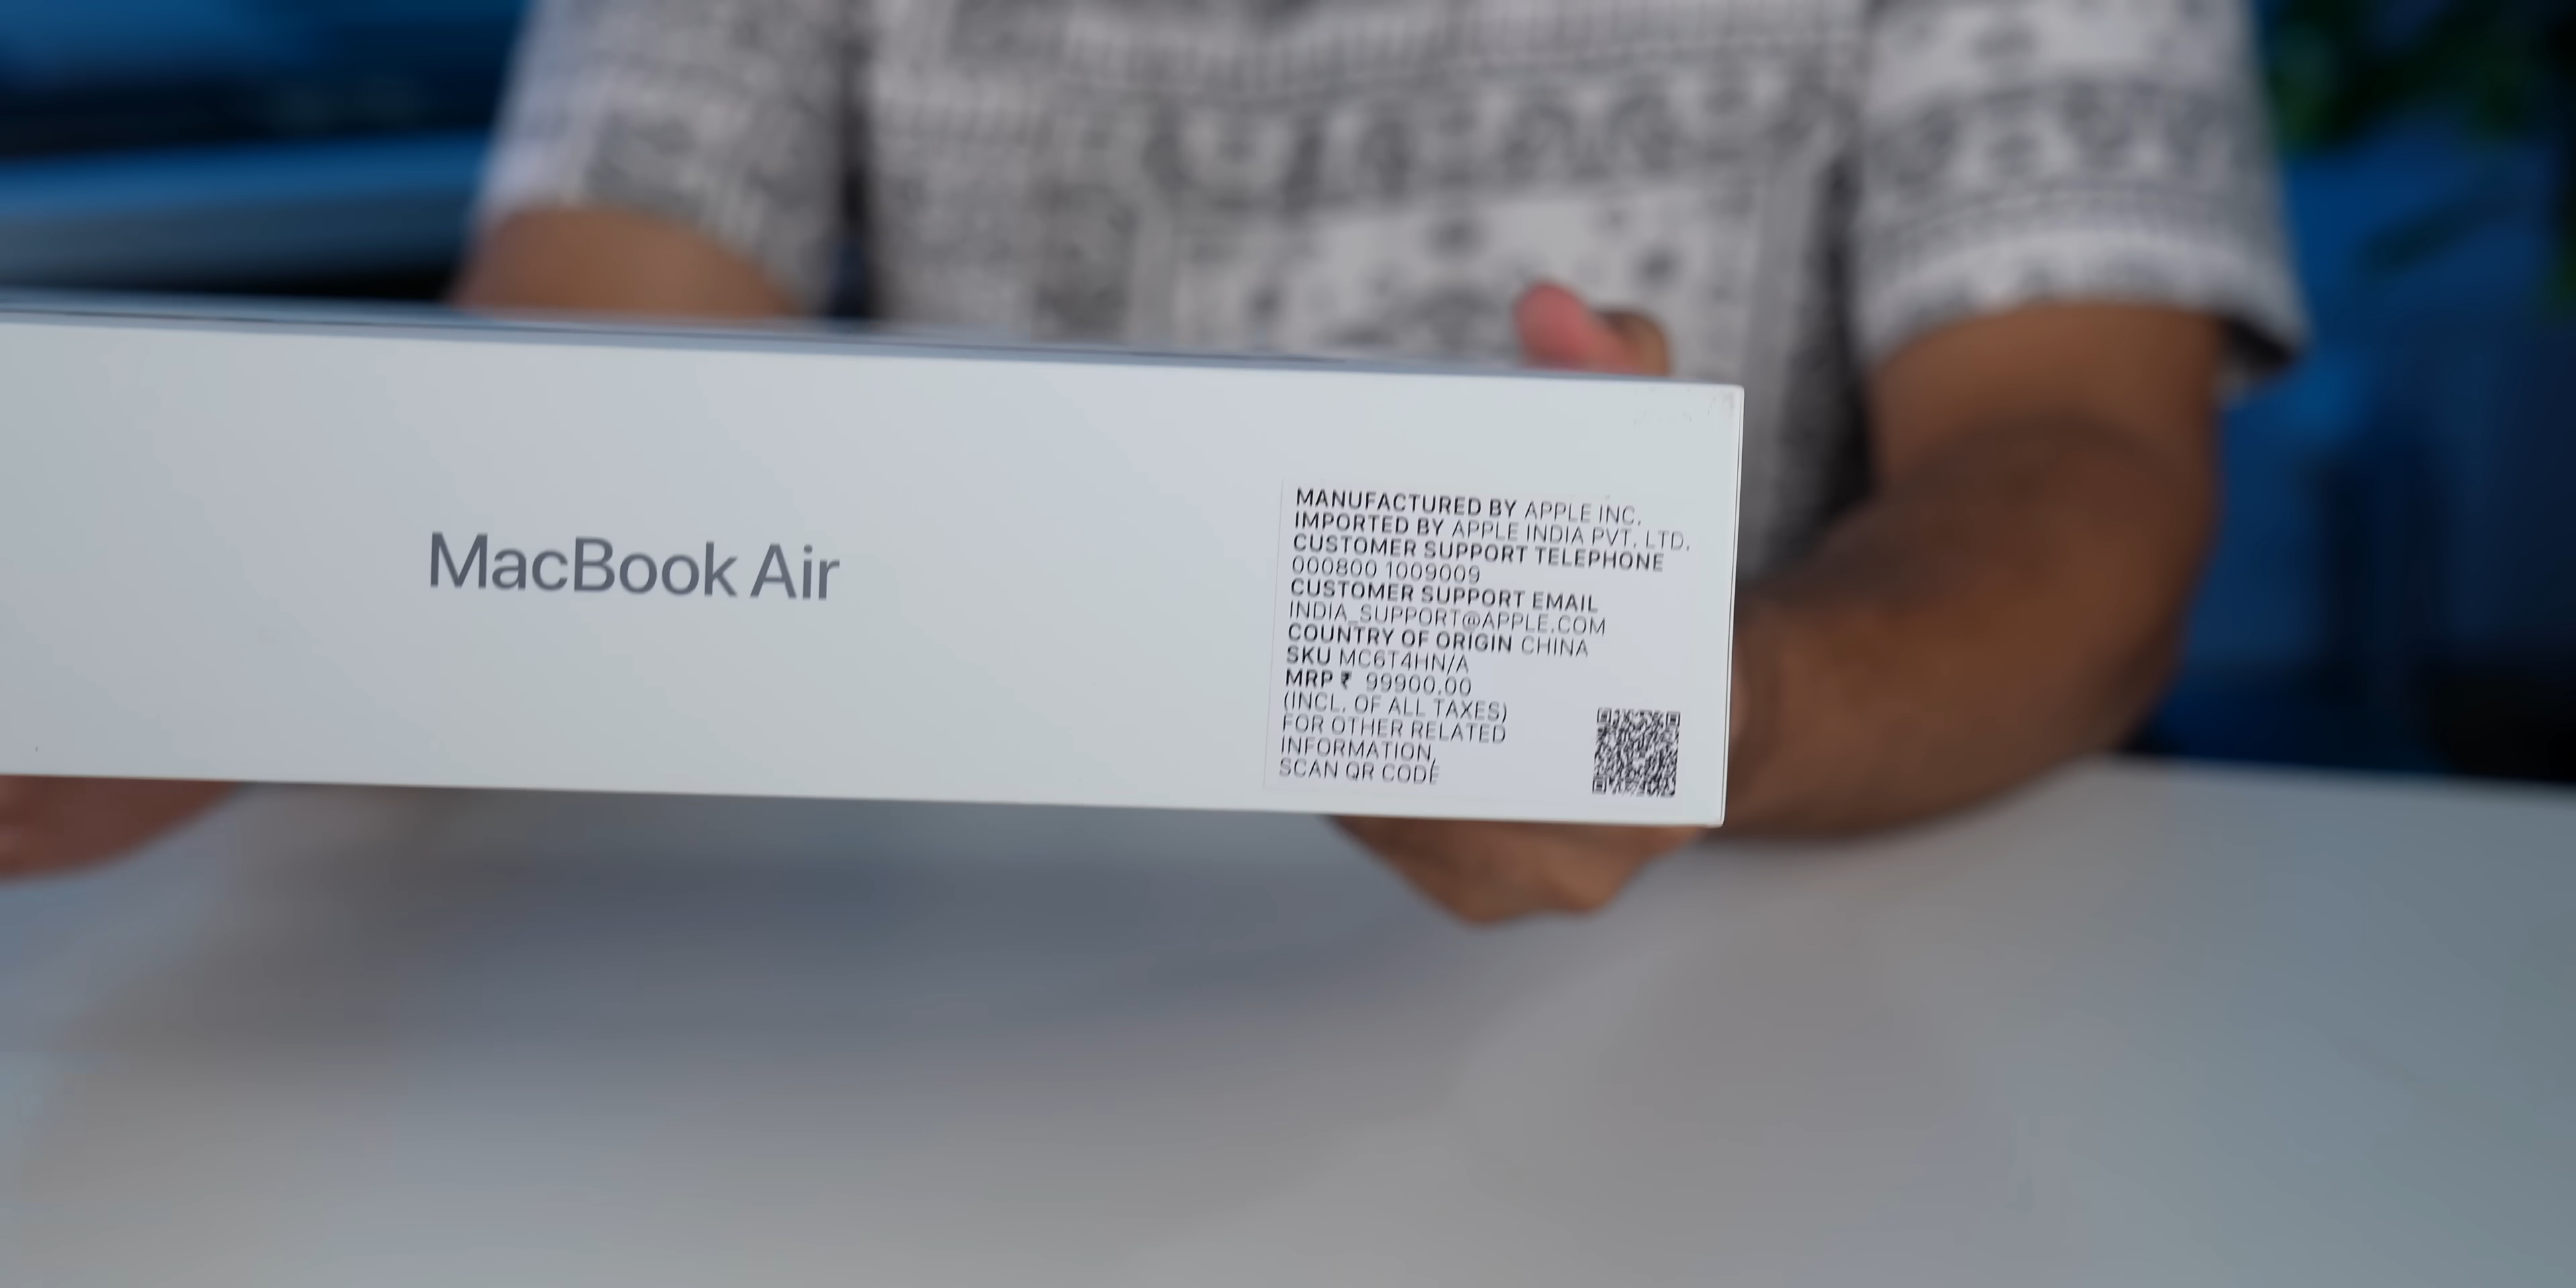 MacBook Air
MANUFACTURED BY APPLE INC.
IMPORTED BY APPLE INDIA PVT. LTD.
CUSTOMER SUPPORT TELEPHONE
000800 1009009
CUSTOMER SUPPORT EMAIL
INDIA_SUPPORT@APPLE.COM
COUNTRY OF ORIGIN CHINA
SKU MC6T4HN/A
MRP ₹ 99900.00
(INCL. OF ALL TAXES)
FOR OTHER RELATED
INFORMATION,
SCAN QR CODE